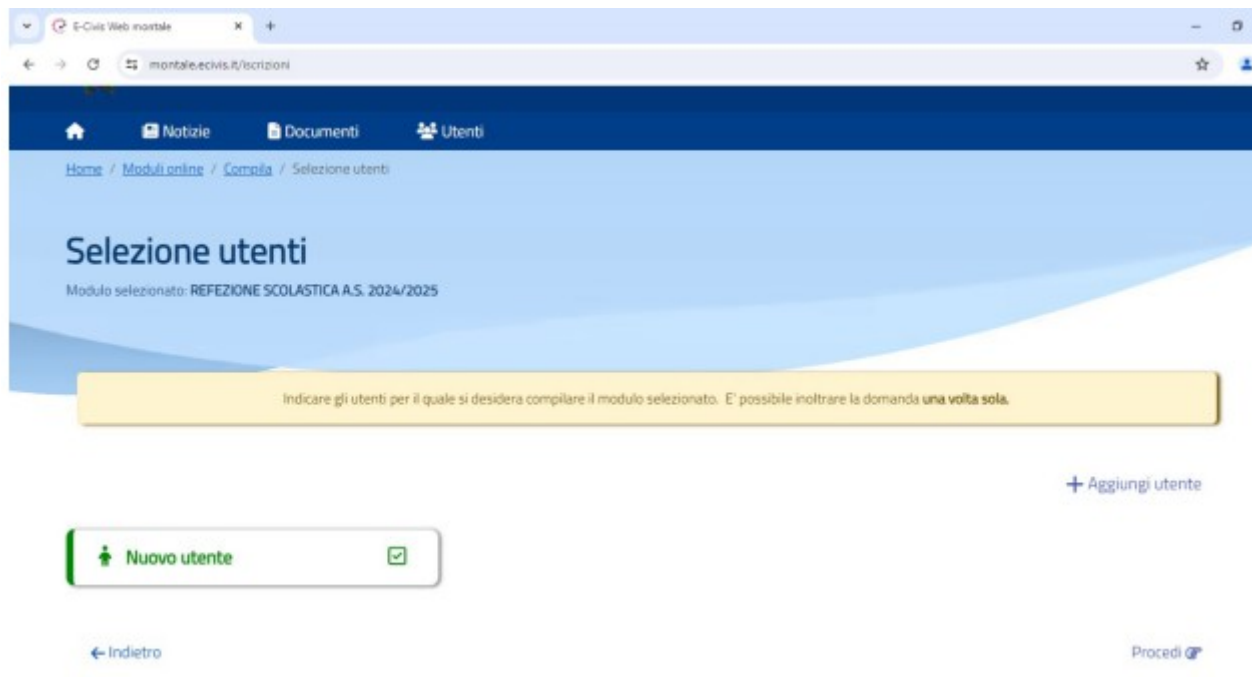 E-Civis Web montale
montale.ecivis.it/iscrizioni
Notizie Documenti Utenti
Home / Moduli online / Compila / Selezione utenti
Selezione utenti
Modulo selezionato: REFEZIONE SCOLASTICA A.S. 2024/2025
Indicare gli utenti per il quale si desidera compilare il modulo selezionato. E' possibile inoltrare la domanda una volta sola.
+ Aggiungi utente
Nuovo utente
Indietro Procedi